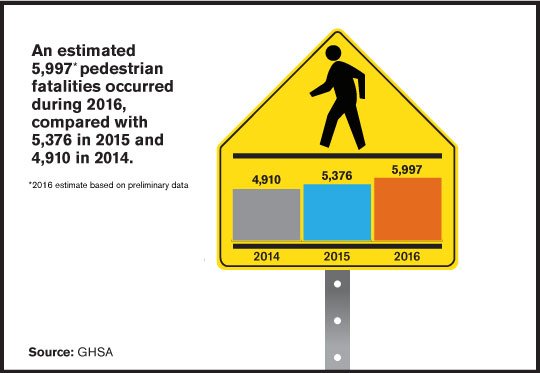 An estimated
5,997* pedestrian
fatalities occurred
during 2016,
compared with
5,376 in 2015 and
4,910 in 2014.
*2016 estimate based on preliminary data
4,910
5,376
5,997
2014
2015
2016
Source: GHSA